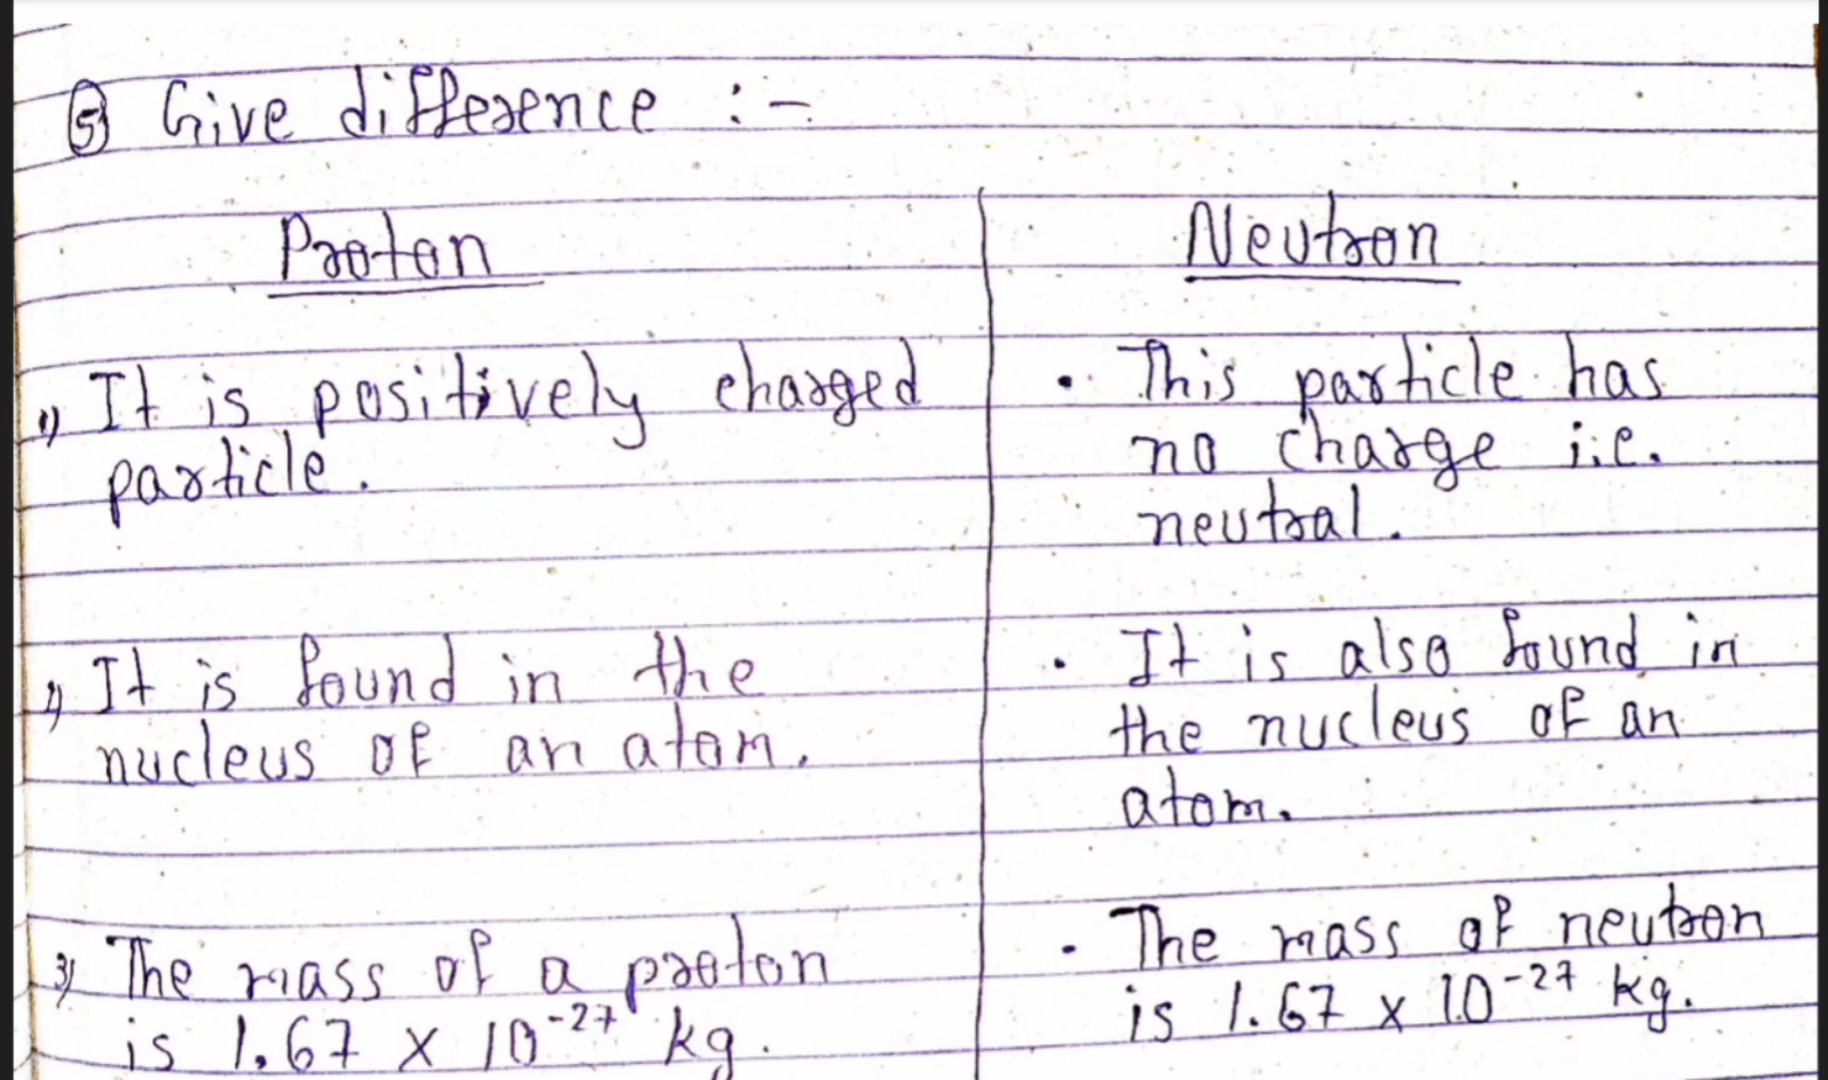 5) Give difference :-
Proton
1) It is positively charged
particle.
2) It is found in the
nucleus of an atom.
3) The mass of a proton
is 1.67 x 10⁻²⁷ kg.
Neutron
• This particle has
no charge i.e.
neutral.
• It is also found in
the nucleus of an
atom.
• The mass of neutron
is 1.67 x 10⁻²⁷ kg.